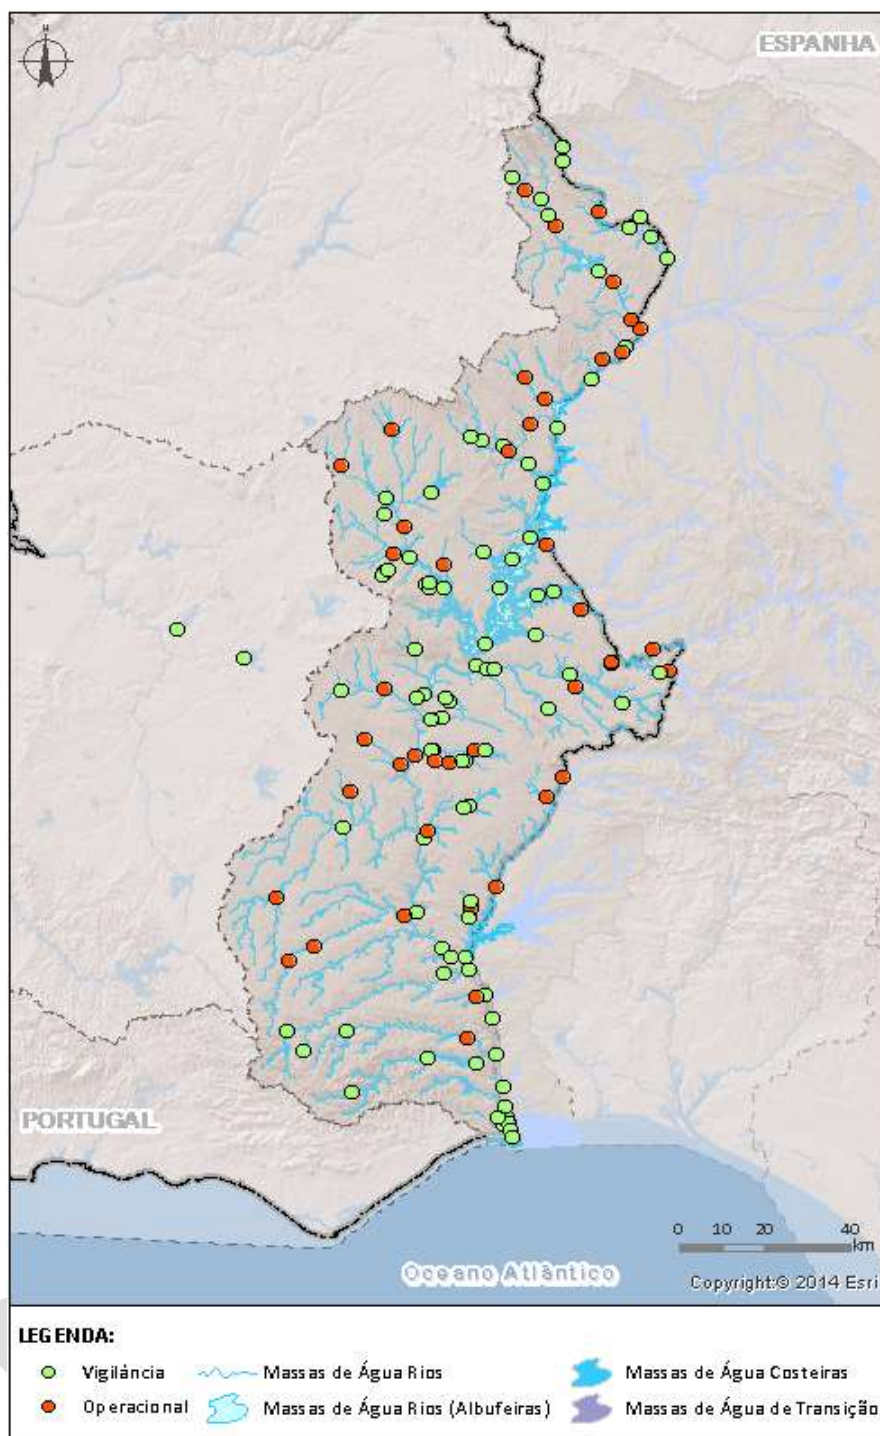 N
ESPANHA
PORTUGAL
0 10 20 40
km
Oceano Atlântico
Copyright:© 2014 Esri
LEGENDA:
Vigilância Massas de Água Rios Massas de Água Costeiras
Operacional Massas de Água Rios (Albufeiras) Massas de Água de Transição